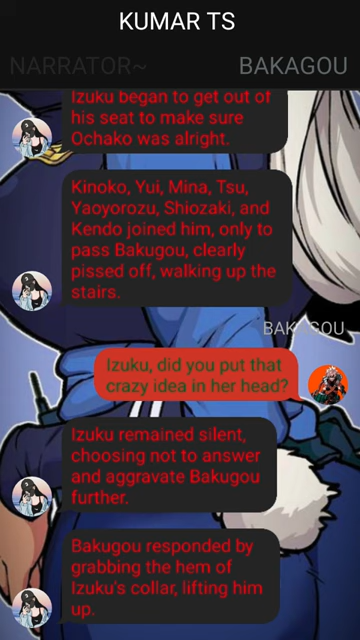 KUMAR TS
NARRATOR~
BAKAGOU
Izuku began to get out of
his seat to make sure
Ochako was alright.
Kinoko, Yui, Mina, Tsu,
Yaoyorozu, Shiozaki, and
Kendo joined him, only to
pass Bakugou, clearly
pissed off, walking up the
stairs.
BAKAGOU
Izuku, did you put that
crazy idea in her head?
Izuku remained silent,
choosing not to answer
and aggravate Bakugou
further.
Bakugou responded by
grabbing the hem of
Izuku's collar, lifting him
up.